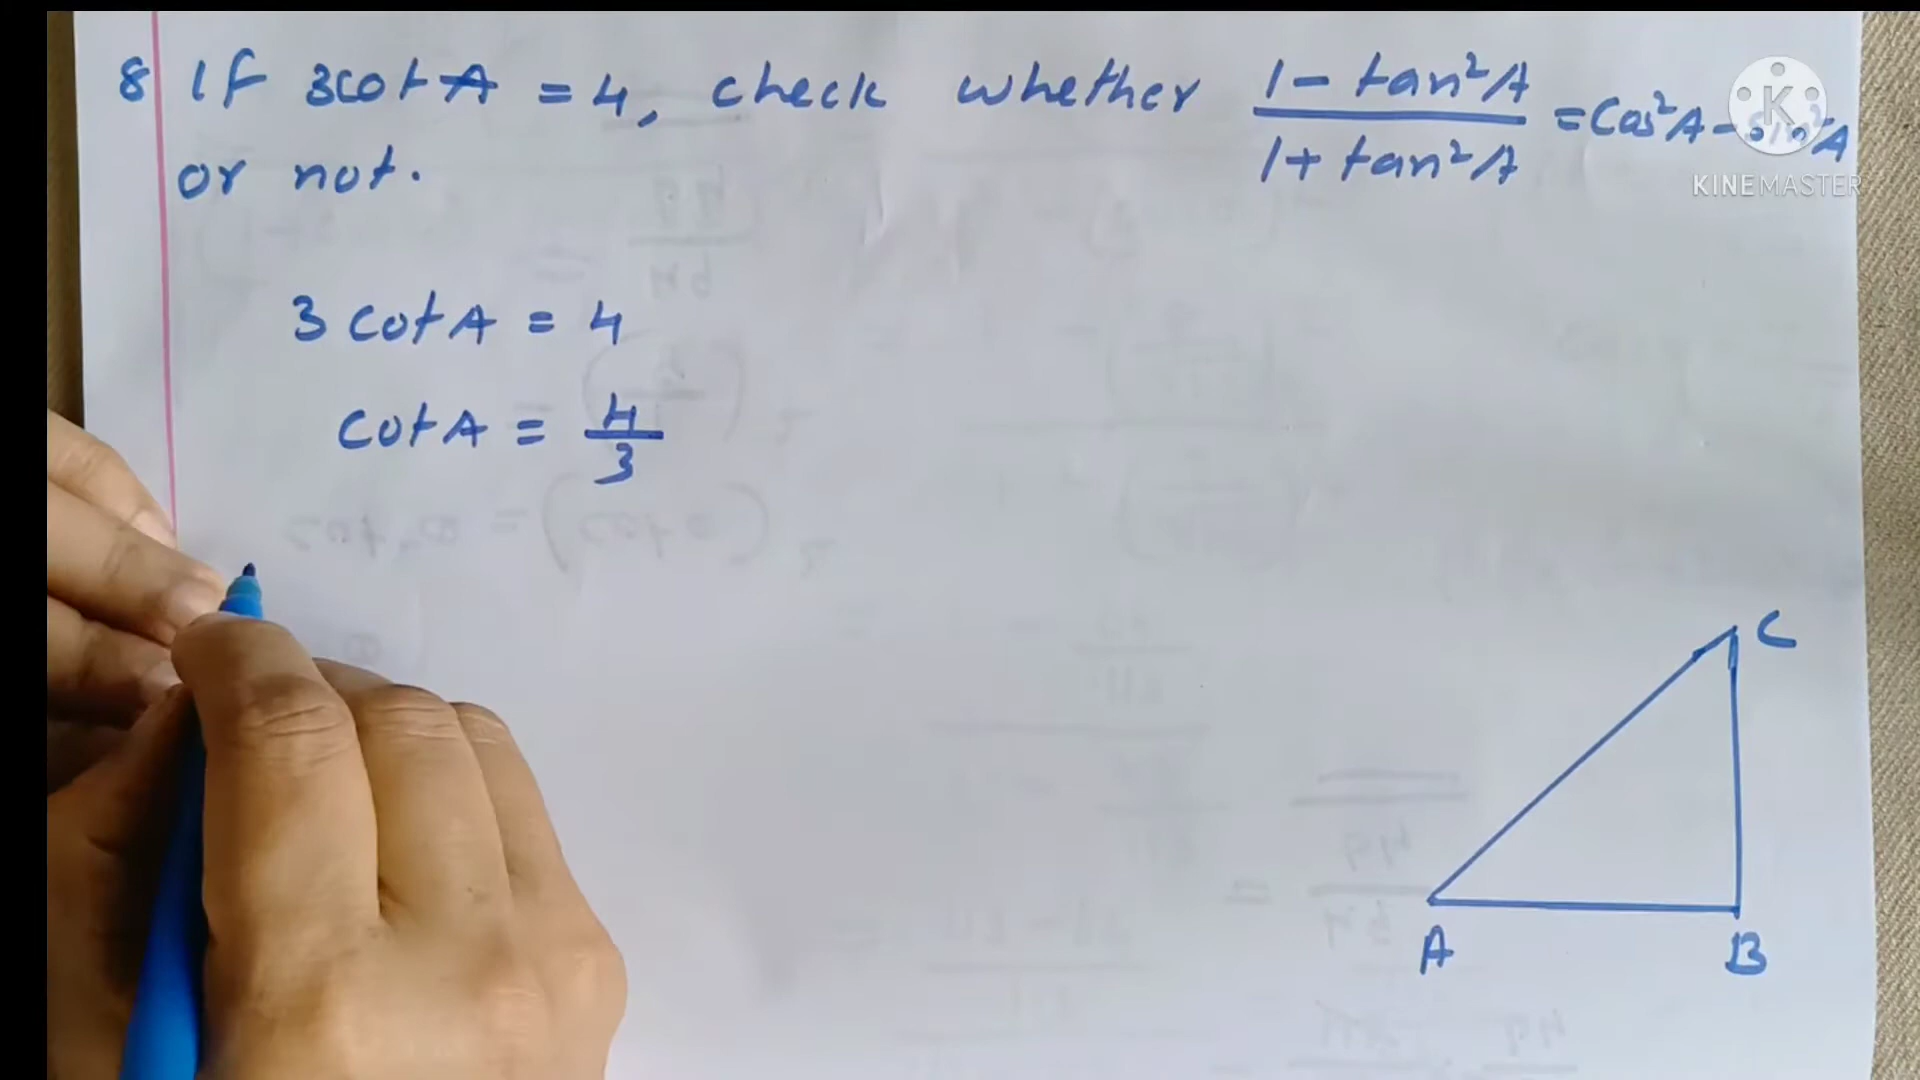 8 If 3cot A = 4, check whether 1 - tan²A / 1 + tan²A = Cos²A - Sin²A
or not.
3 cot A = 4
cot A = 4/3
C
A B
K
KINEMASTER